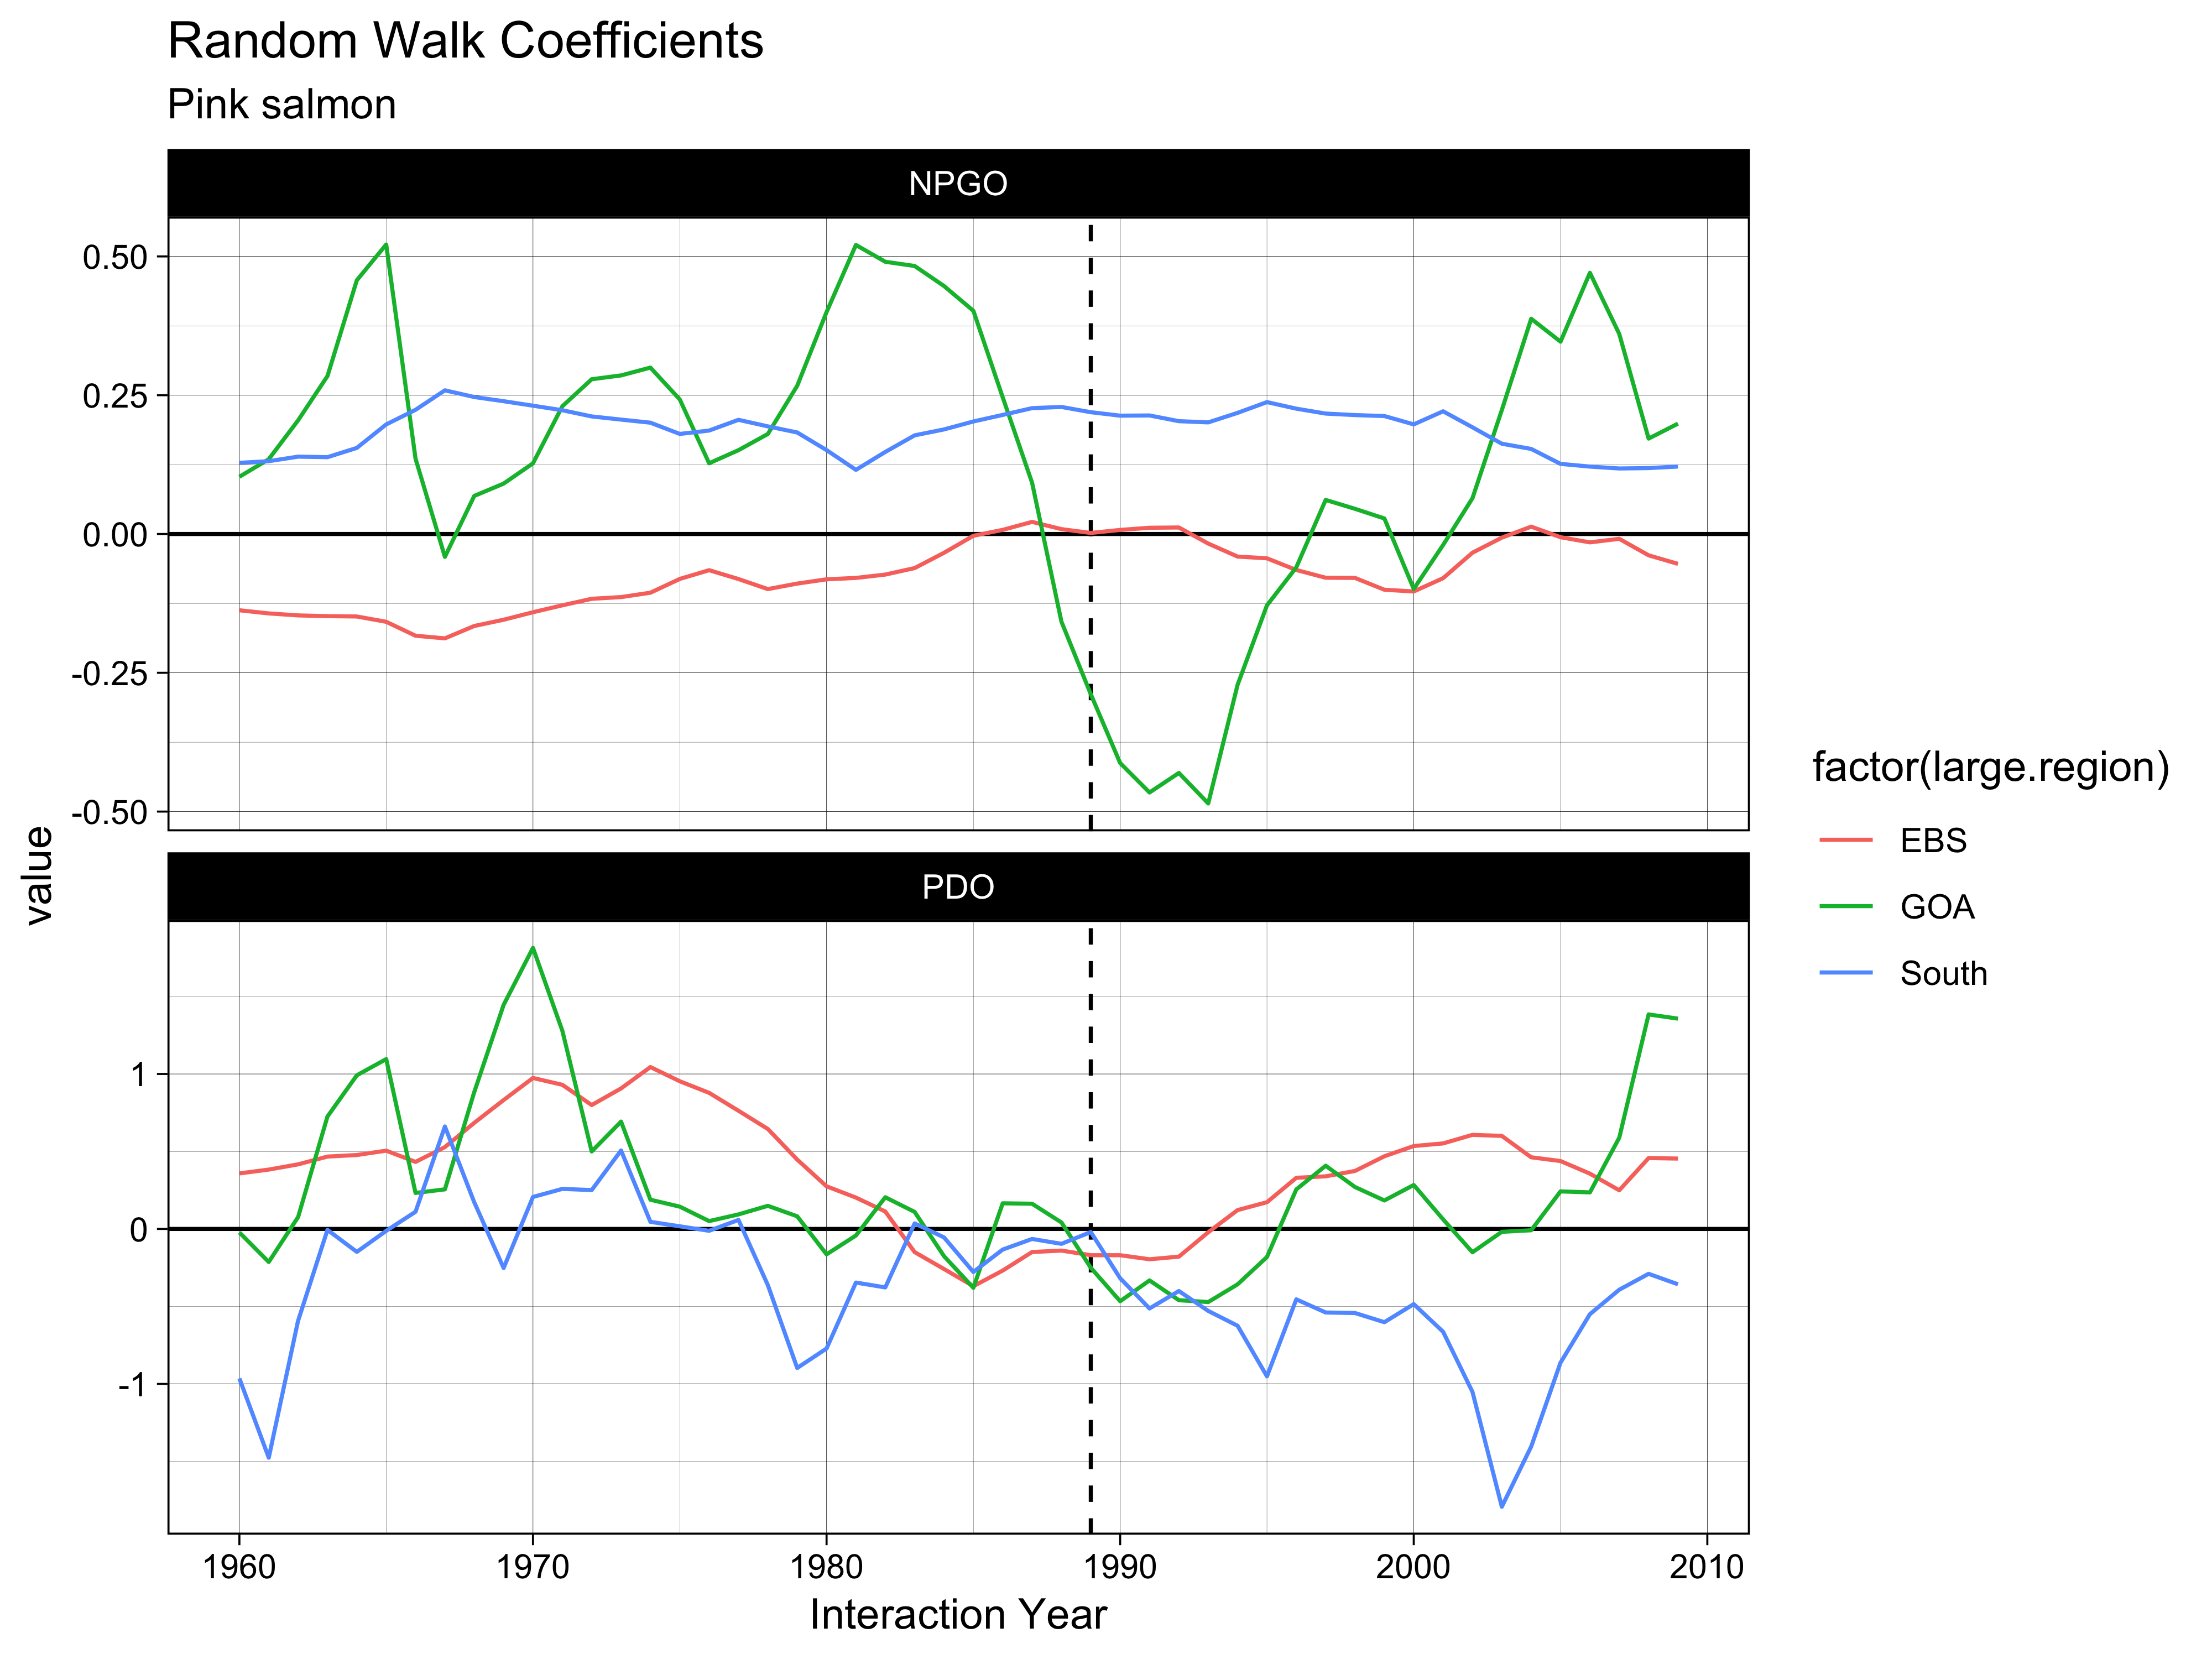 Random Walk Coefficients
Pink salmon
NPGO
0.50
0.25
0.00
-0.25
-0.50
value
PDO
1
0
-1
1960 1970 1980 1990 2000 2010
Interaction Year
factor(large.region)
EBS
GOA
South